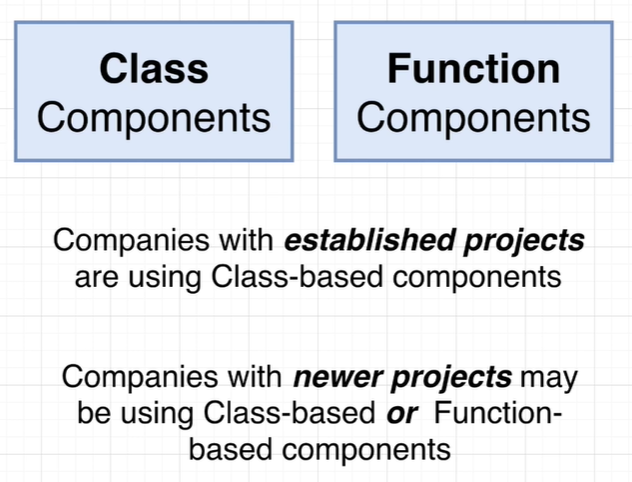 Class
Components
Function
Components
Companies with established projects
are using Class-based components
Companies with newer projects may
be using Class-based or Function-
based components